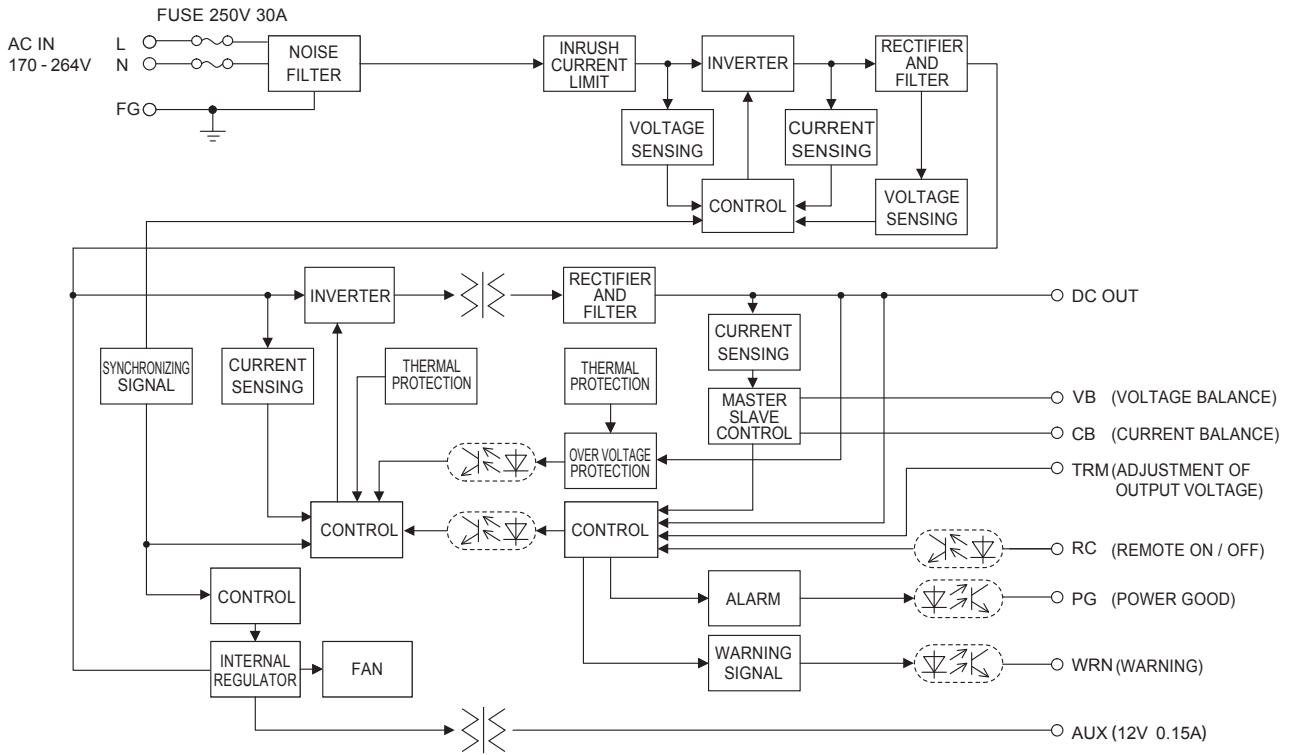 FUSE 250V 30A
AC IN
170 - 264V
L
N
FG
NOISE
FILTER
INRUSH
CURRENT
LIMIT
INVERTER
RECTIFIER
AND
FILTER
VOLTAGE
SENSING
CURRENT
SENSING
CONTROL
VOLTAGE
SENSING
INVERTER
RECTIFIER
AND
FILTER
DC OUT
SYNCHRONIZING
SIGNAL
CURRENT
SENSING
THERMAL
PROTECTION
THERMAL
PROTECTION
CURRENT
SENSING
MASTER
SLAVE
CONTROL
VB (VOLTAGE BALANCE)
CB (CURRENT BALANCE)
OVER VOLTAGE
PROTECTION
TRM (ADJUSTMENT OF
OUTPUT VOLTAGE)
CONTROL
CONTROL
RC (REMOTE ON / OFF)
CONTROL
ALARM
PG (POWER GOOD)
INTERNAL
REGULATOR
FAN
WARNING
SIGNAL
WRN (WARNING)
AUX (12V 0.15A)